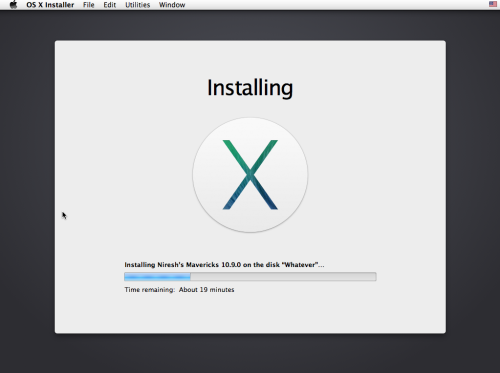 OS X Installer File Edit Utilities Window
Installing
X
Installing Niresh's Mavericks 10.9.0 on the disk "Whatever"...
Time remaining: About 19 minutes